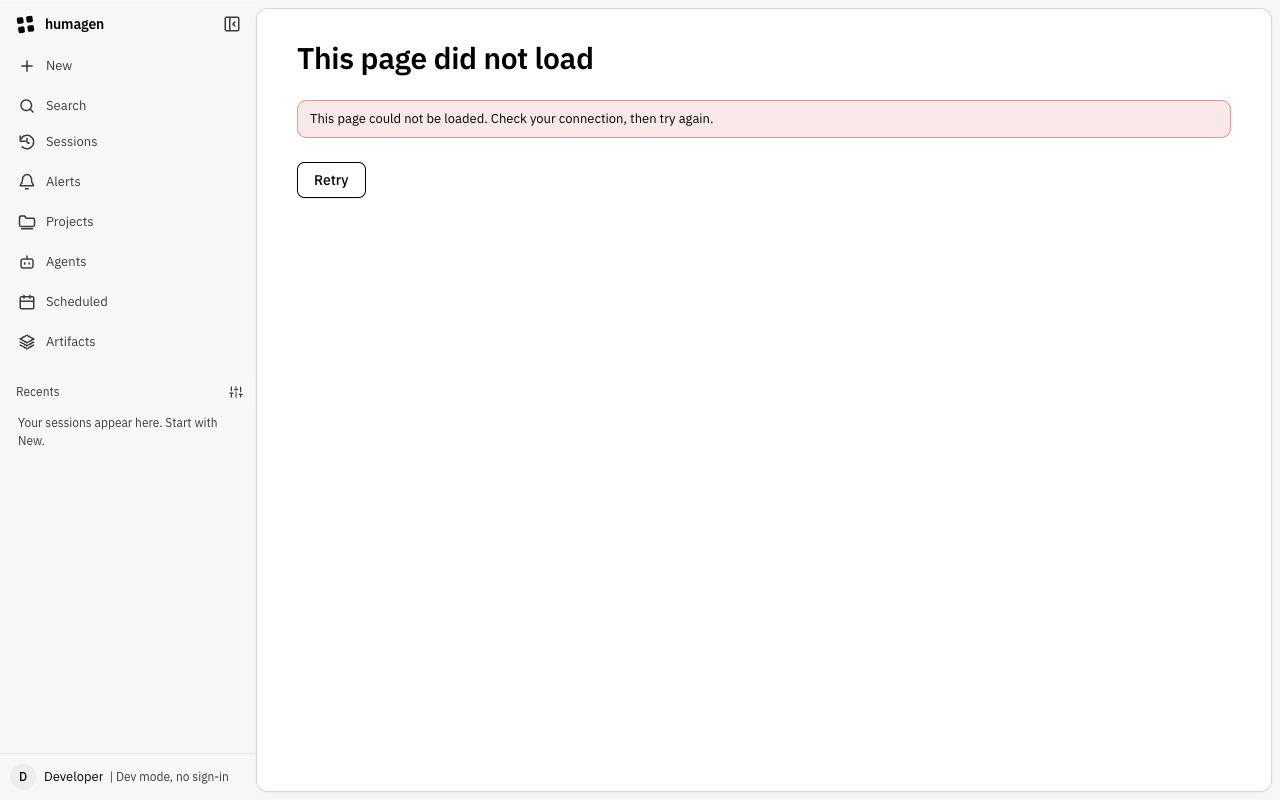 humagen
New
Search
Sessions
Alerts
Projects
Agents
Scheduled
Artifacts
Recents
Your sessions appear here. Start with
New.
D Developer | Dev mode, no sign-in
This page did not load
This page could not be loaded. Check your connection, then try again.
Retry